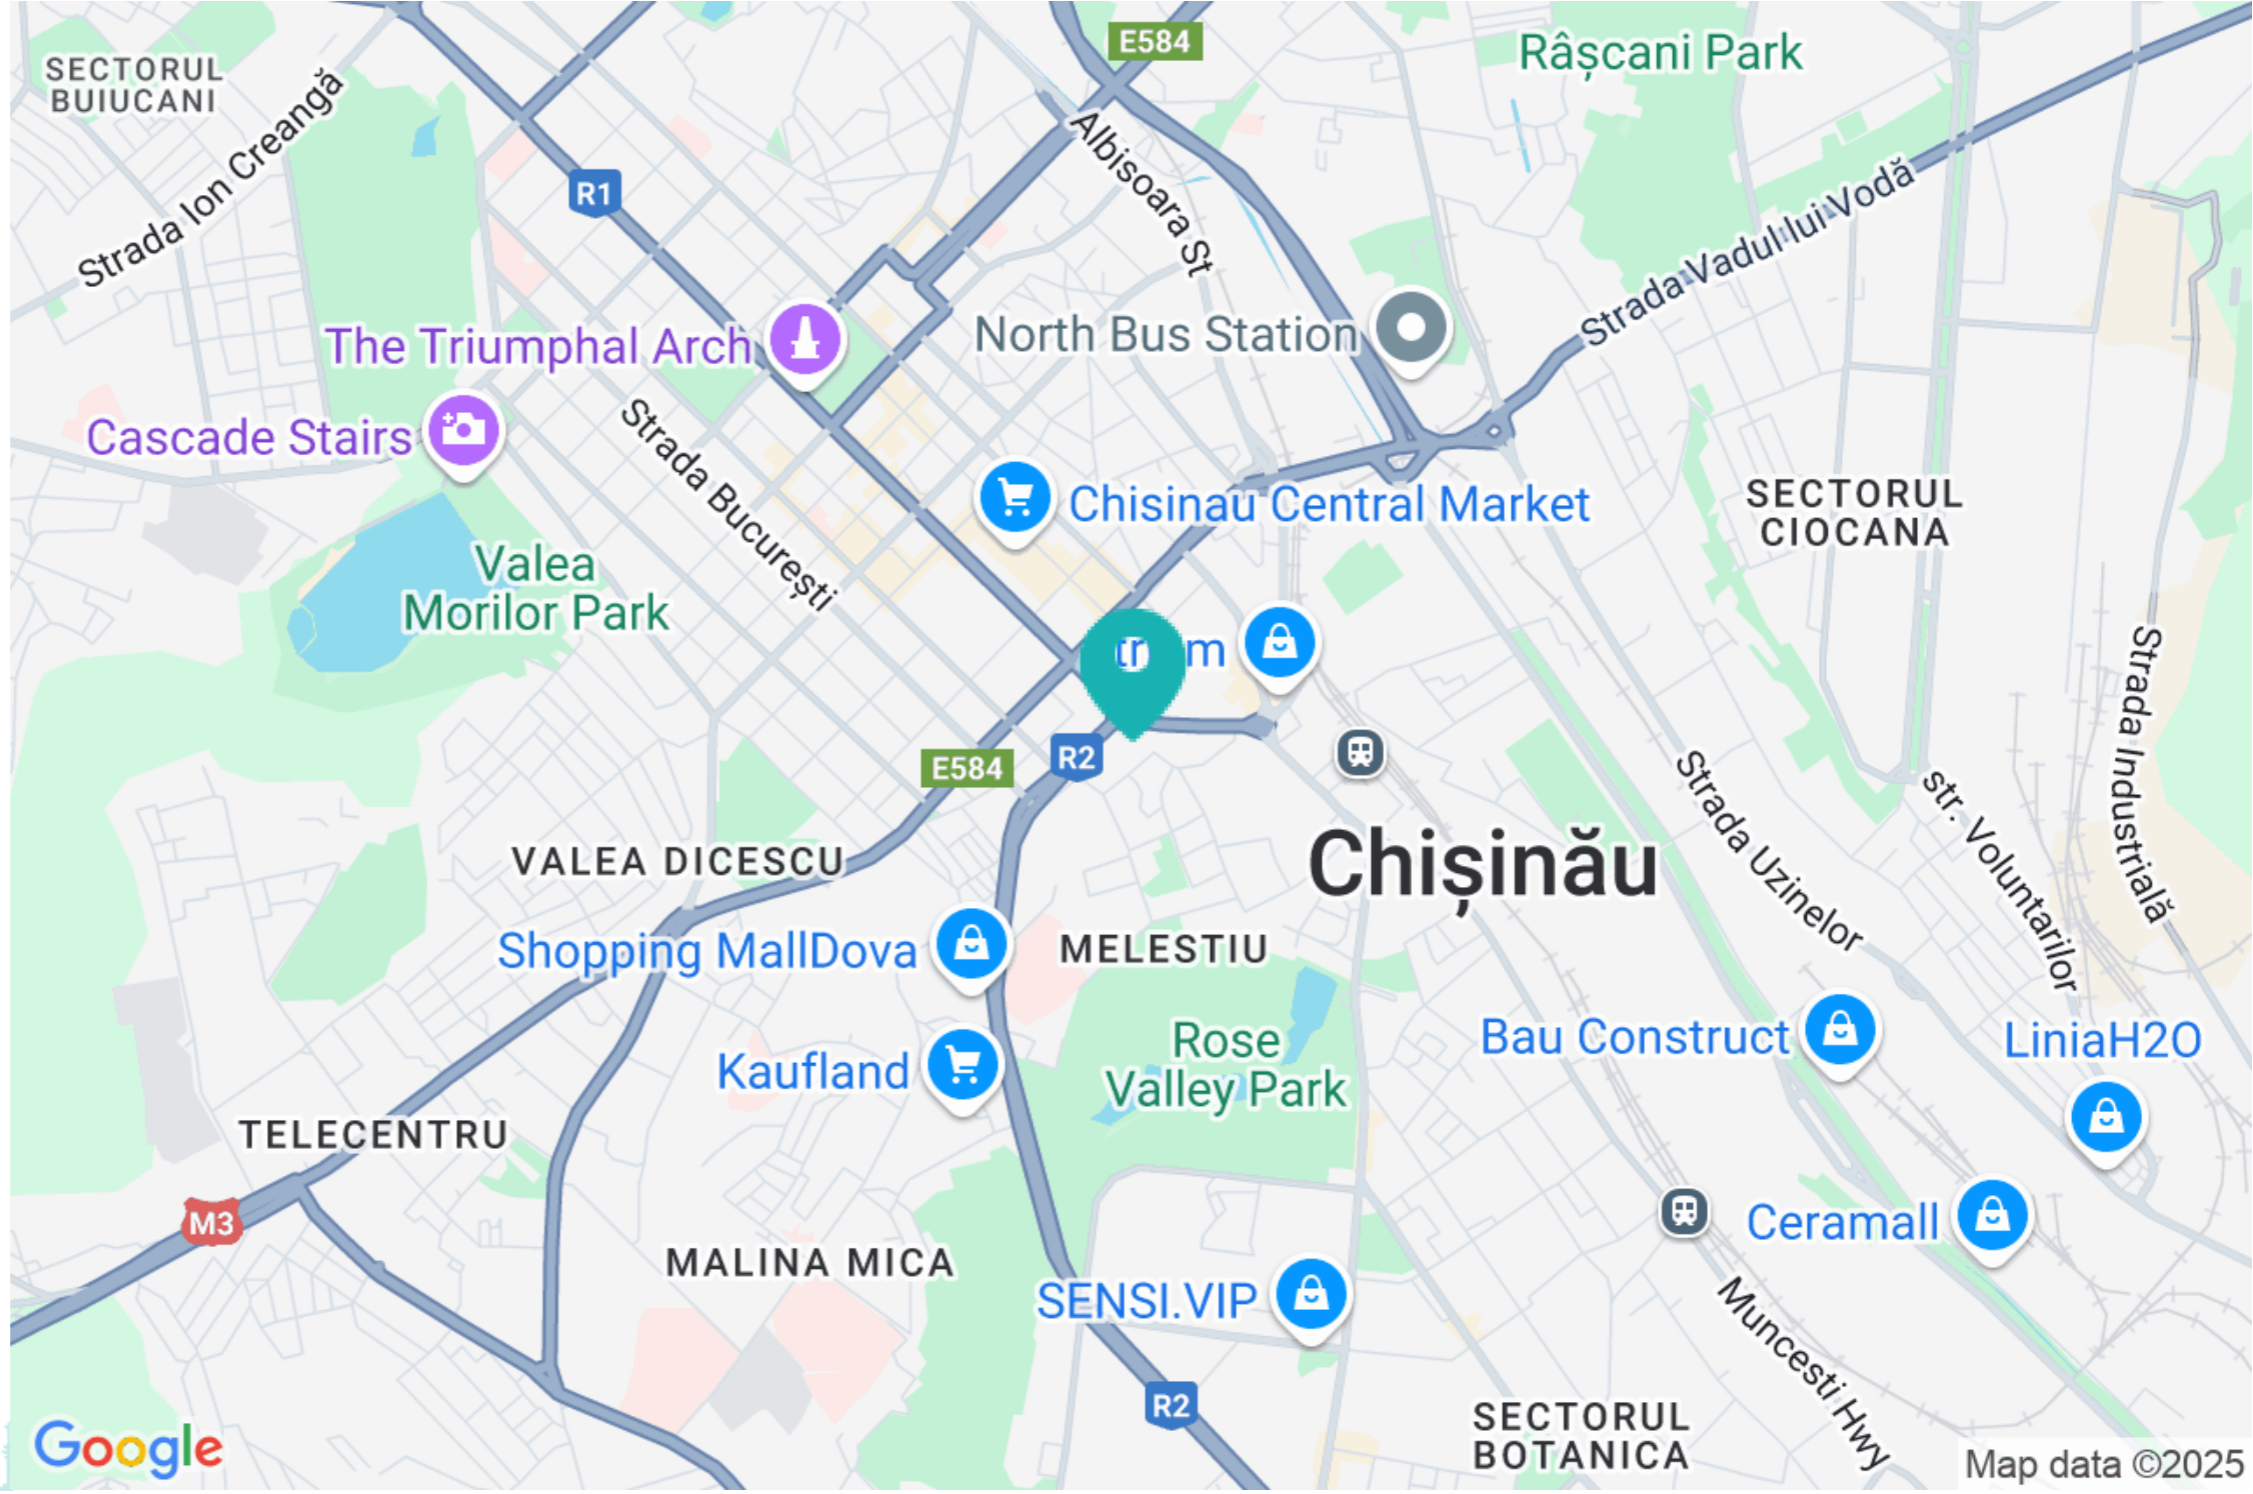 E584
Râșcani Park
SECTORUL
BUIUCANI
Strada Ion Creangă
Albisoara St
R1
Strada Vadul lui Vodă
The Triumphal Arch
North Bus Station
Cascade Stairs
Strada București
Chisinau Central Market
SECTORUL
CIOCANA
Valea
Morilor Park
Strada Industrială
E584
R2
Strada Uzinelor
str. Voluntarilor
Chișinău
VALEA DICESCU
Shopping MallDova
MELESTIU
Rose
Valley Park
Bau Construct
LiniaH2O
Kaufland
TELECENTRU
M3
Ceramall
MALINA MICA
SENSI.VIP
Muncesti Hwy
R2
SECTORUL
BOTANICA
Google
Map data ©2025